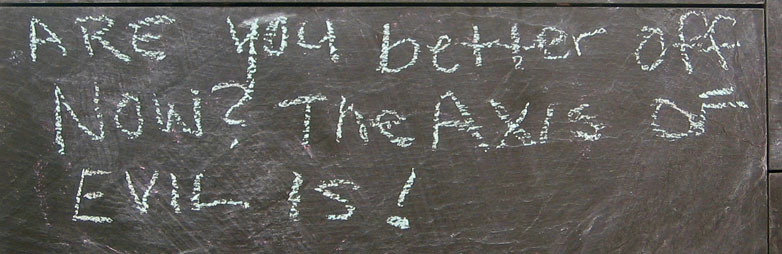 ARE you better off
Now? The Axis of
EVIL IS!